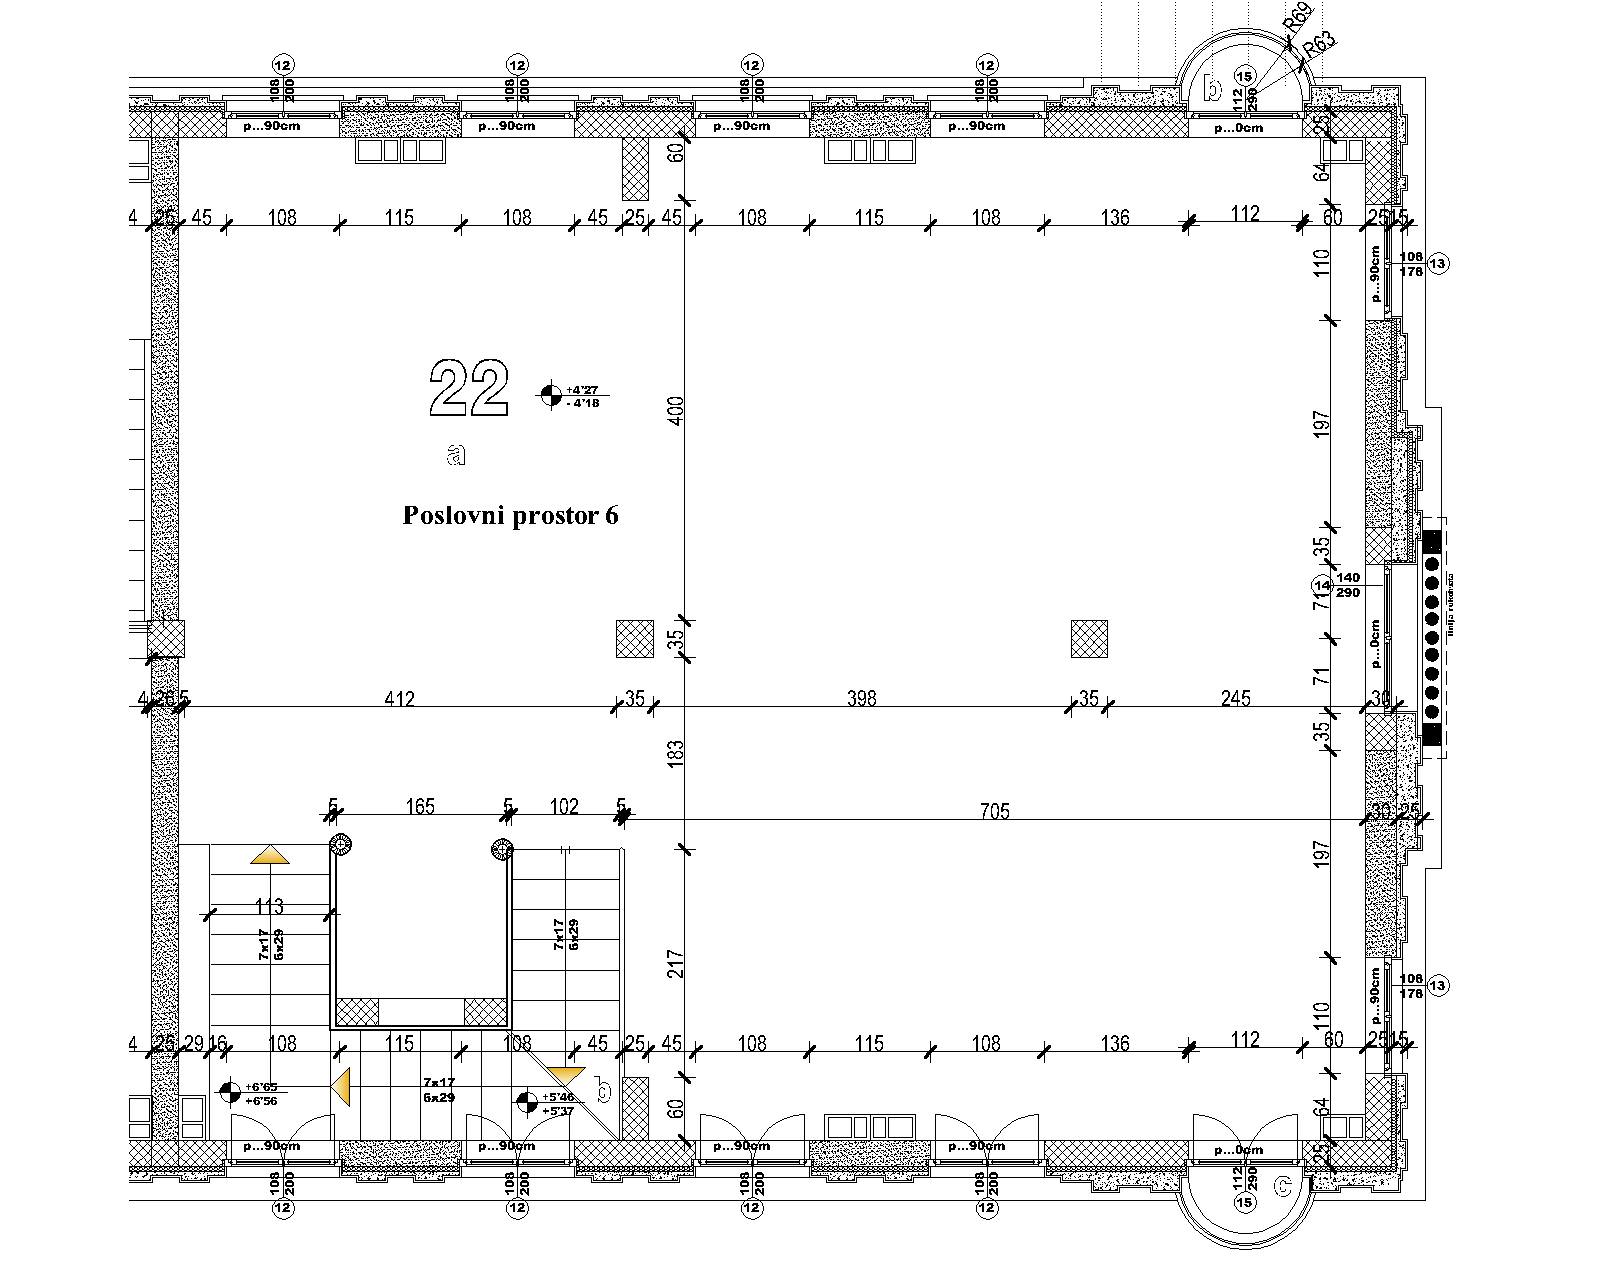 R69
R63
12 12 12 12 b 15
108 200 108 200 108 200 108 200 112 290
p...90cm p...90cm p...90cm p...90cm p...0cm 25
60 64
4 25 45 108 115 108 45 25 45 108 115 108 136 112 60 25 15
110 p...90cm 108 13
176
22 +4'27
- 4'18
400 197
a
Poslovni prostor 6
35
14 140
290
71
35 p...0cm
71
4 26 5 412 35 398 35 245 30
183 35
5 165 5 102 5 705 30 25
197
113
7x17 6x29 7x17 6x29
217
108 13
176
p...90cm
110
4 25 29 16 108 115 108 45 25 45 108 115 108 136 112 60 25 15
+6'65 7x17 +5'46 b
+6'56 6x29 +5'37
60 64
p...90cm p...90cm p...90cm p...90cm p...0cm 25
108 200 108 200 108 200 108 200 112 290 c
12 12 12 12 15